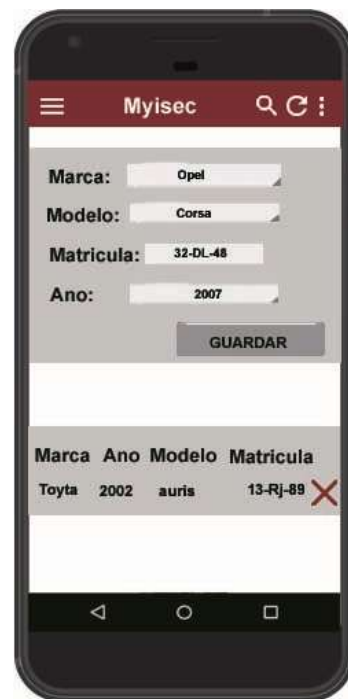 Myisec
Marca: Opel
Modelo: Corsa
Matricula: 32-DL-48
Ano: 2007
GUARDAR
Marca Ano Modelo Matricula
Toyta 2002 auris 13-Rj-89